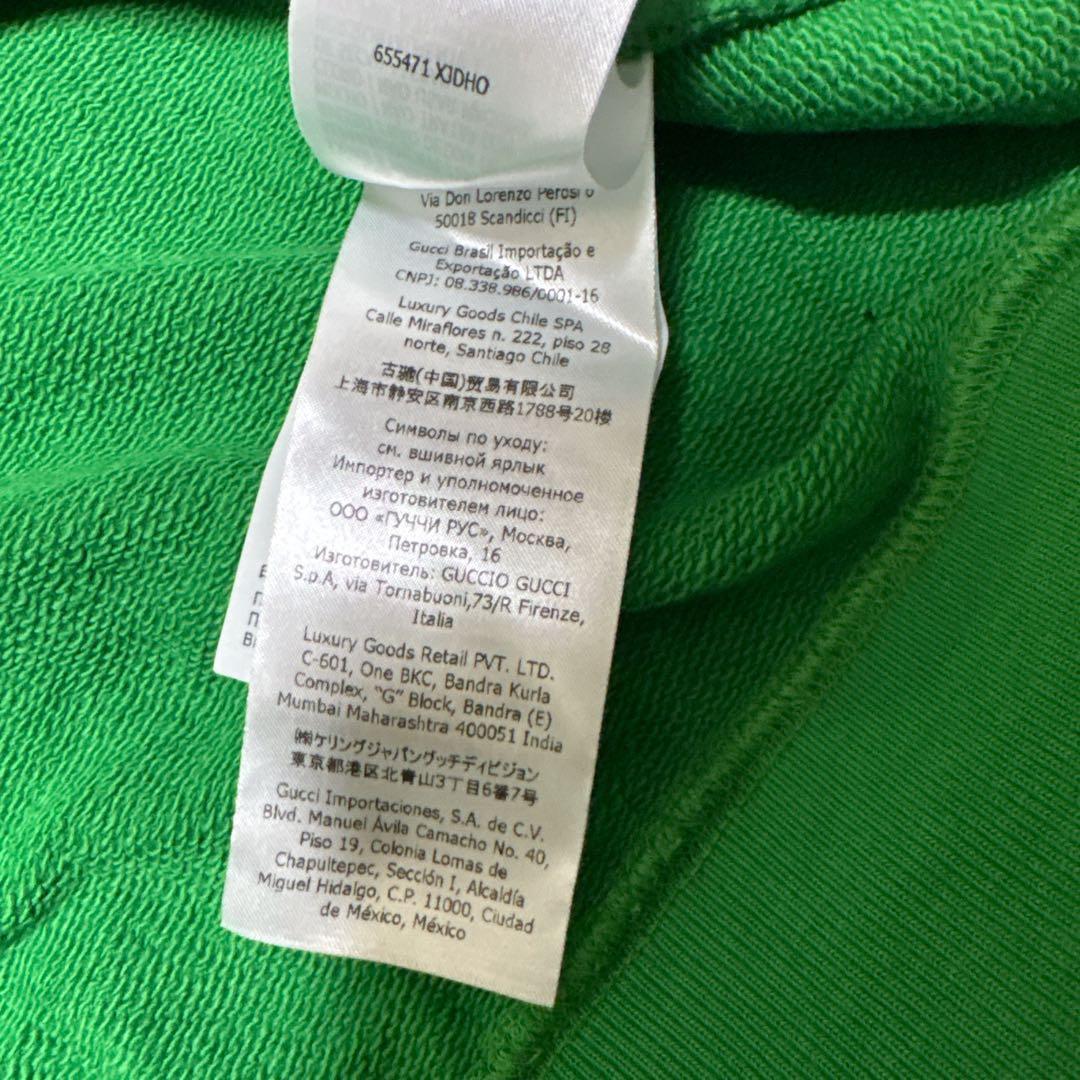 655471 XJDHO
Via Don Lorenzo Perosi 6
50018 Scandicci (FI)
Gucci Brasil Importação e
Exportação LTDA
CNPJ: 08.338.986/0001-16
Luxury Goods Chile SPA
Calle Miraflores n. 222, piso 28
norte, Santiago Chile
古驰(中国)贸易有限公司
上海市静安区南京西路1788号20楼
Символы по уходу:
см. вшивной ярлык
Импортер и уполномоченное
изготовителем лицо:
ООО «ГУЧЧИ РУС», Москва,
Петровка, 16
Изготовитель: GUCCIO GUCCI
S.p.A, via Tornabuoni,73/R Firenze,
Italia
Luxury Goods Retail PVT. LTD.
C-601, One BKC, Bandra Kurla
Complex, "G" Block, Bandra (E)
Mumbai Maharashtra 400051 India
㈱ケリングジャパングッチディビジョン
東京都港区北青山3丁目6番7号
Gucci Importaciones, S.A. de C.V.
Blvd. Manuel Ávila Camacho No. 40,
Piso 19, Colonia Lomas de
Chapultepec, Sección I, Alcaldía
Miguel Hidalgo, C.P. 11000, Ciudad
de México, México